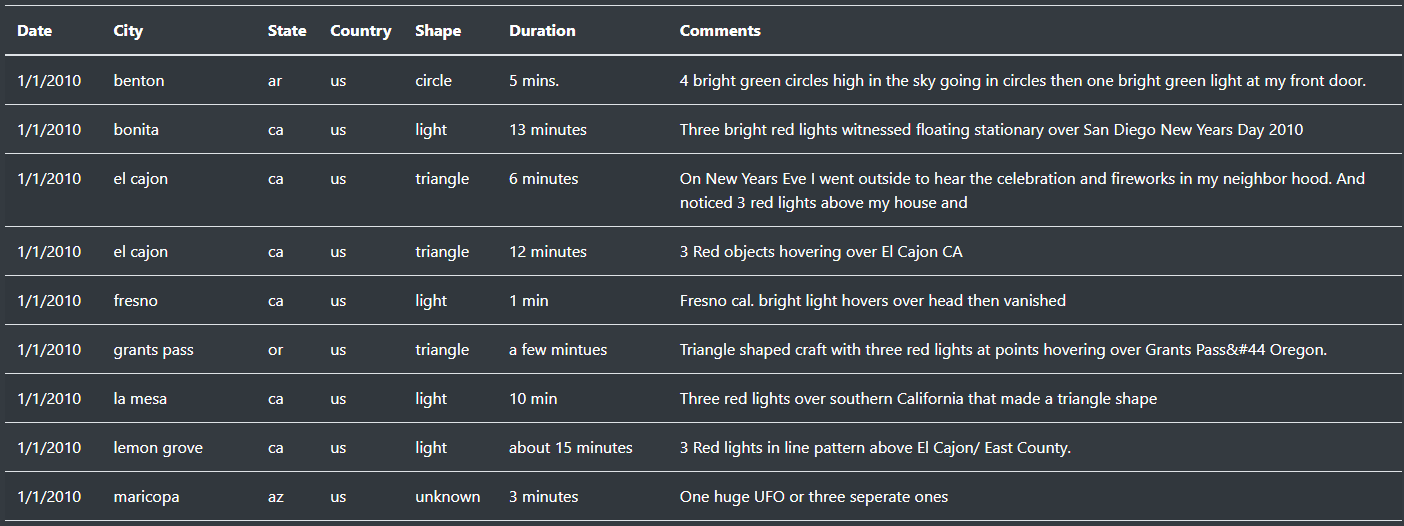 Date City State Country Shape Duration Comments
1/1/2010 benton ar us circle 5 mins. 4 bright green circles high in the sky going in circles then one bright green light at my front door.
1/1/2010 bonita ca us light 13 minutes Three bright red lights witnessed floating stationary over San Diego New Years Day 2010
1/1/2010 el cajon ca us triangle 6 minutes On New Years Eve I went outside to hear the celebration and fireworks in my neighbor hood. And
noticed 3 red lights above my house and
1/1/2010 el cajon ca us triangle 12 minutes 3 Red objects hovering over El Cajon CA
1/1/2010 fresno ca us light 1 min Fresno cal. bright light hovers over head then vanished
1/1/2010 grants pass or us triangle a few mintues Triangle shaped craft with three red lights at points hovering over Grants Pass&#44 Oregon.
1/1/2010 la mesa ca us light 10 min Three red lights over southern California that made a triangle shape
1/1/2010 lemon grove ca us light about 15 minutes 3 Red lights in line pattern above El Cajon/ East County.
1/1/2010 maricopa az us unknown 3 minutes One huge UFO or three seperate ones